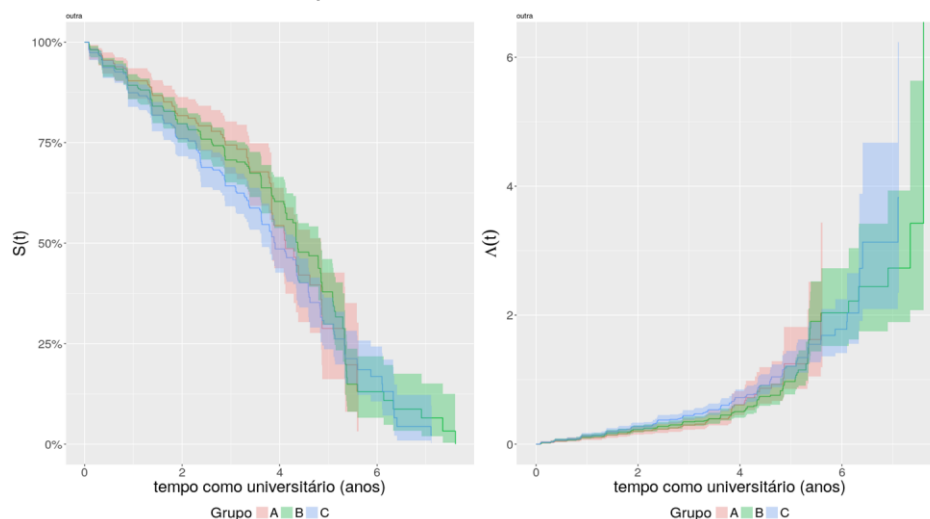 outra
100%
75%
50%
25%
0%
S(t)
0 2 4 6
tempo como universitário (anos)
Grupo A B C
outra
6
4
2
0
Λ(t)
0 2 4 6
tempo como universitário (anos)
Grupo A B C